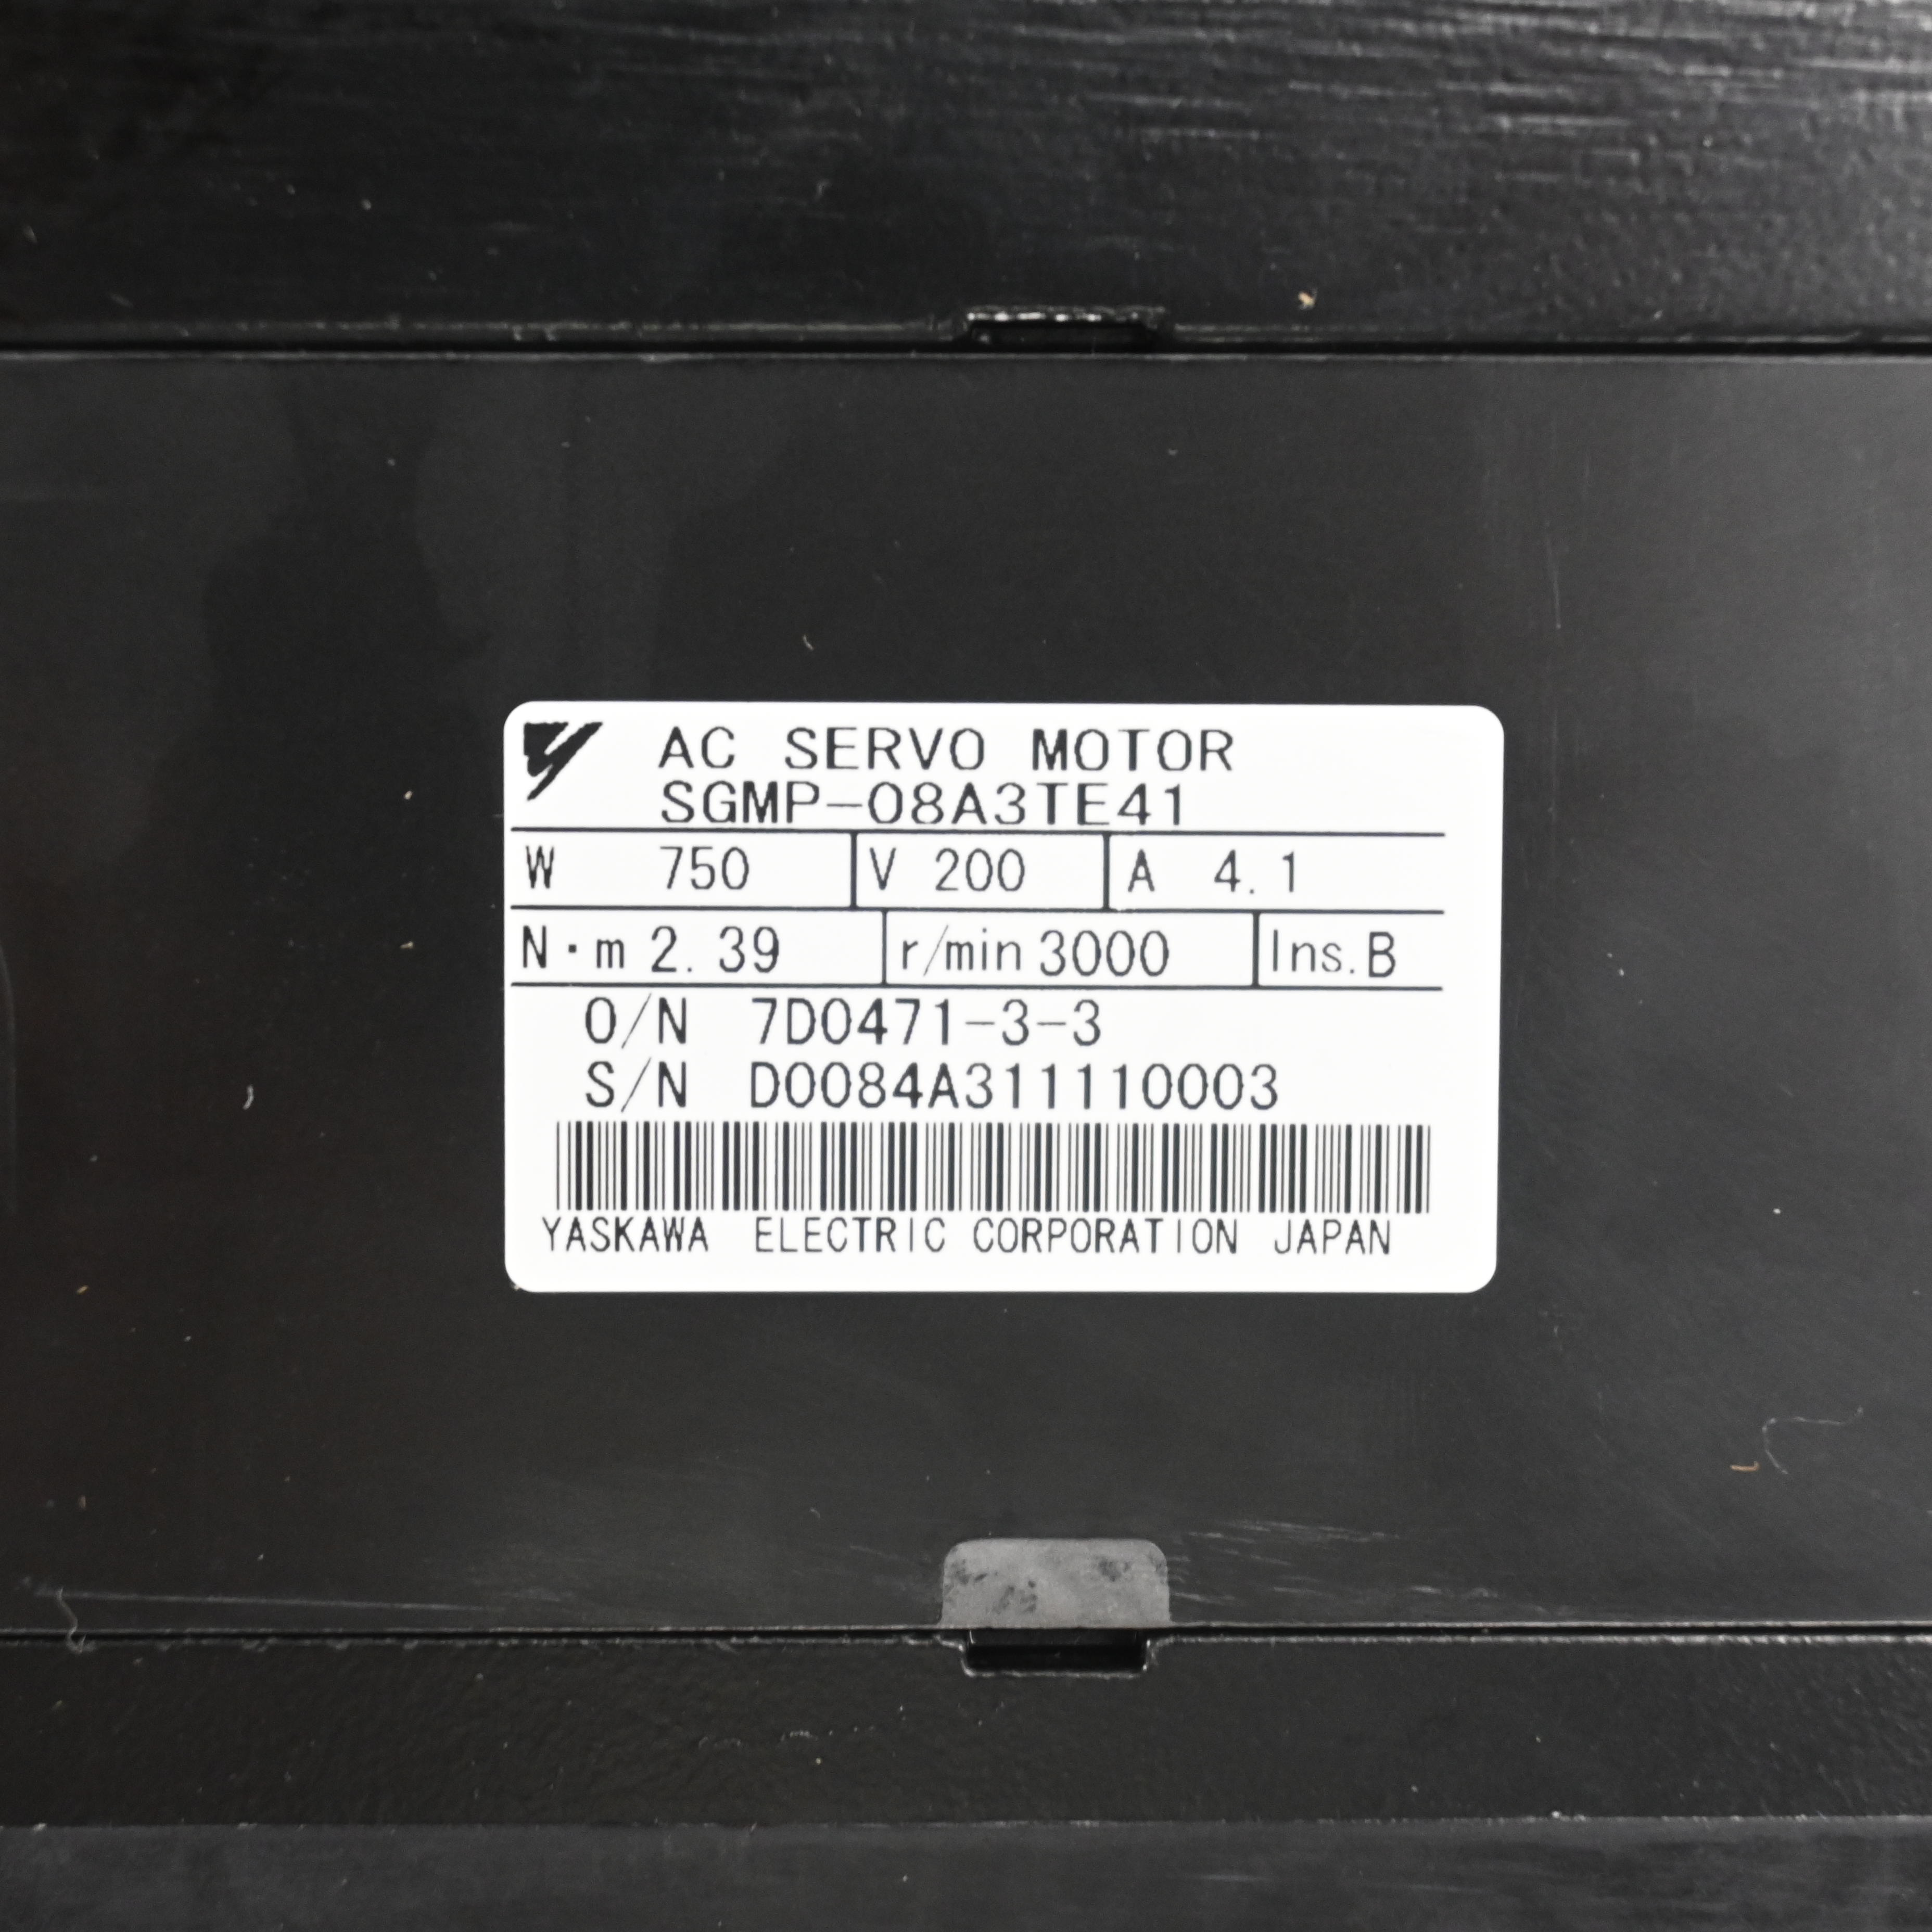 AC SERVO MOTOR
SGMP-08A3TE41
W 750 V 200 A 4.1
N·m 2.39 r/min 3000 Ins.B
O/N 7D0471-3-3
S/N D0084A311110003
YASKAWA ELECTRIC CORPORATION JAPAN